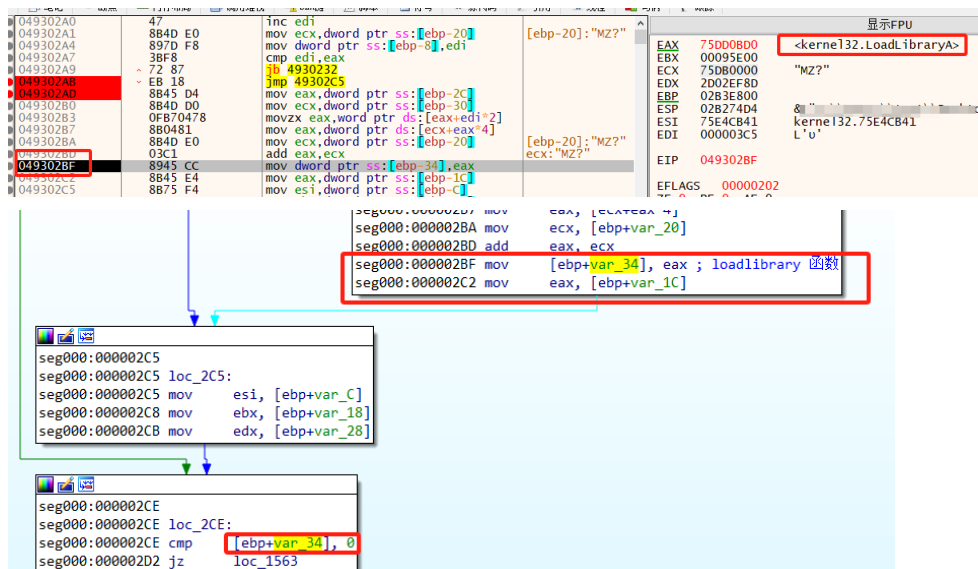 049302A0 47 inc edi
049302A1 8B4D E0 mov ecx,dword ptr ss:[ebp-20] [ebp-20]:"MZ?"
049302A4 897D F8 mov dword ptr ss:[ebp-8],edi
049302A7 3BF8 cmp edi,eax
049302A9 72 87 jb 4930232
049302AB EB 18 jmp 49302C5
049302AD 8B45 D4 mov eax,dword ptr ss:[ebp-2C]
049302B0 8B4D D0 mov ecx,dword ptr ss:[ebp-30]
049302B3 0FB70478 movzx eax,word ptr ds:[eax+edi*2]
049302B7 8B0481 mov eax,dword ptr ds:[ecx+eax*4]
049302BA 8B4D E0 mov ecx,dword ptr ss:[ebp-20] [ebp-20]:"MZ?"
049302BD 03C1 add eax,ecx ecx:"MZ?"
049302BF 8945 CC mov dword ptr ss:[ebp-34],eax
049302C2 8B45 E4 mov eax,dword ptr ss:[ebp-1C]
049302C5 8B75 F4 mov esi,dword ptr ss:[ebp-C]
显示FPU
EAX 75DD0BD0 <kernel32.LoadLibraryA>
EBX 00095E00
ECX 75DB0000 "MZ?"
EDX 2D02EF8D
EBP 02B3E800
ESP 02B274D4
ESI 75E4CB41 kernel32.75E4CB41
EDI 000003C5 L'υ'
EIP 049302BF
EFLAGS 00000202
seg000:000002B7 mov eax, [ecx+eax*4]
seg000:000002BA mov ecx, [ebp+var_20]
seg000:000002BD add eax, ecx
seg000:000002BF mov [ebp+var_34], eax ; loadlibrary 函数
seg000:000002C2 mov eax, [ebp+var_1C]
seg000:000002C5
seg000:000002C5 loc_2C5:
seg000:000002C5 mov esi, [ebp+var_C]
seg000:000002C8 mov ebx, [ebp+var_18]
seg000:000002CB mov edx, [ebp+var_28]
seg000:000002CE
seg000:000002CE loc_2CE:
seg000:000002CE cmp [ebp+var_34], 0
seg000:000002D2 jz loc_1563